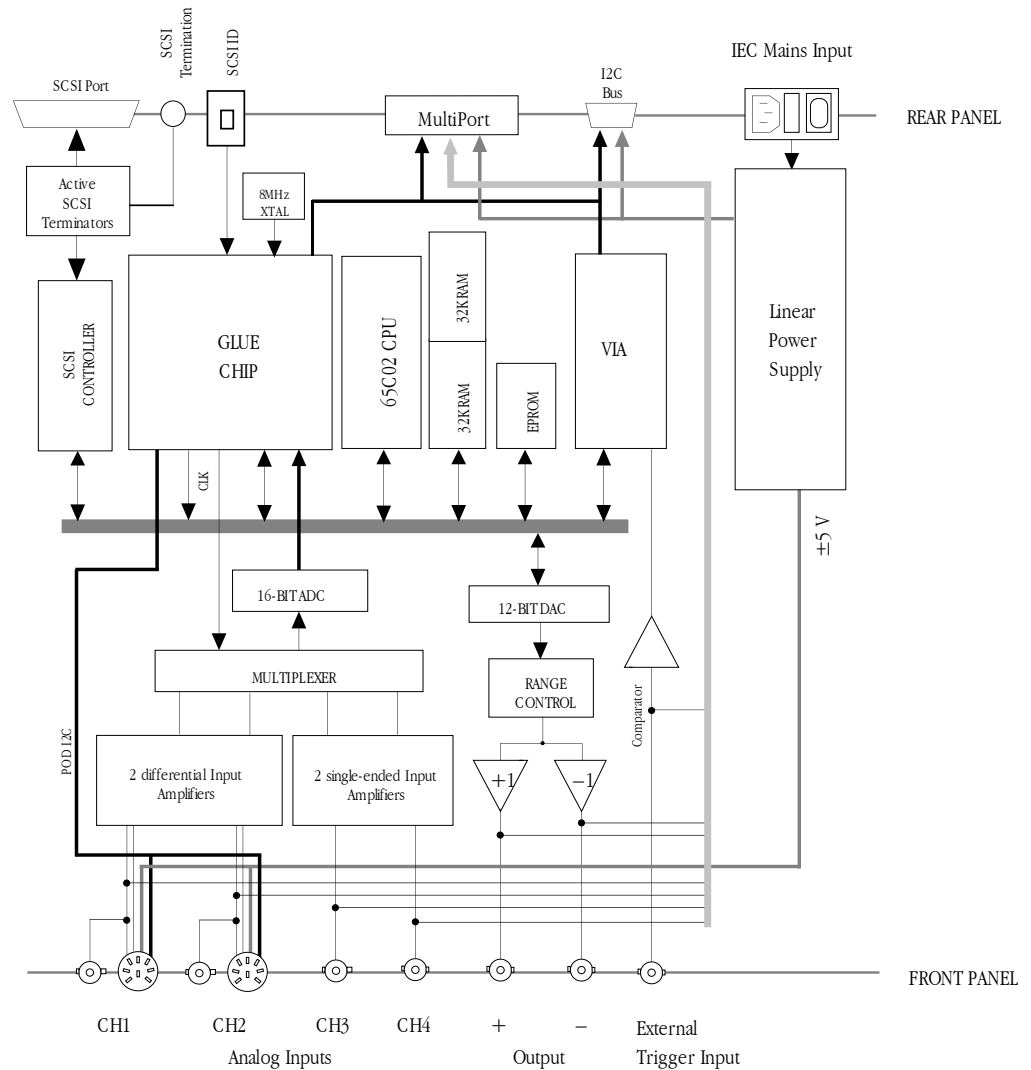 SCSI
Termination
SCSI ID
IEC Mains Input
SCSI Port
I2C
Bus
MultiPort
REAR PANEL
Active
SCSI
Terminators
8MHz
XTAL
SCSI
CONTROLLER
GLUE
CHIP
65C02 CPU
32K RAM
32K RAM
EPROM
VIA
Linear
Power
Supply
CLK
±5 V
16-BIT ADC
12-BIT DAC
MULTIPLEXER
RANGE
CONTROL
Comparator
POD I2C
2 differential Input
Amplifiers
2 single-ended Input
Amplifiers
+1
−1
FRONT PANEL
CH1
CH2
CH3
CH4
+
−
External
Trigger Input
Analog Inputs
Output